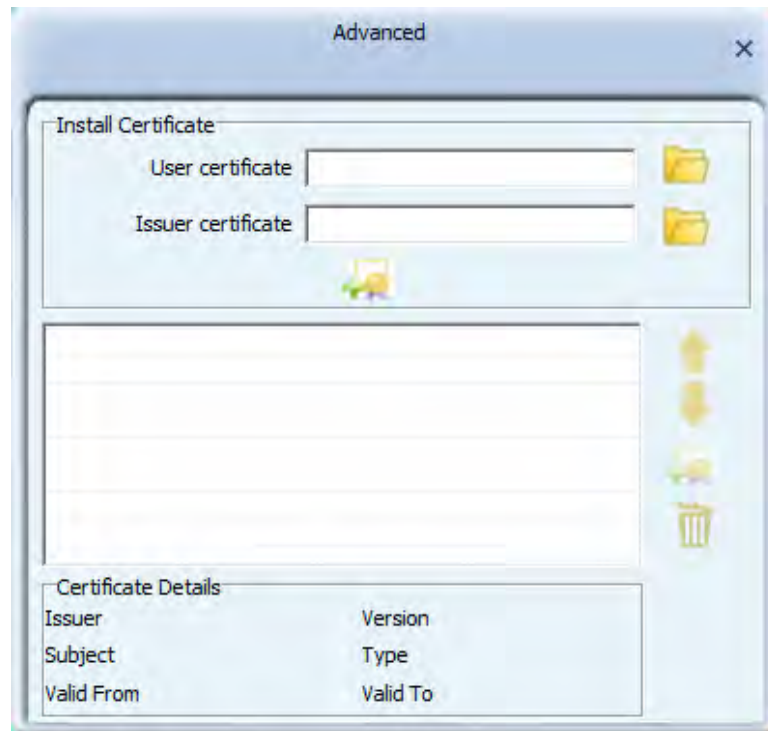 Advanced
Install Certificate
User certificate
Issuer certificate
Certificate Details
Issuer Version
Subject Type
Valid From Valid To